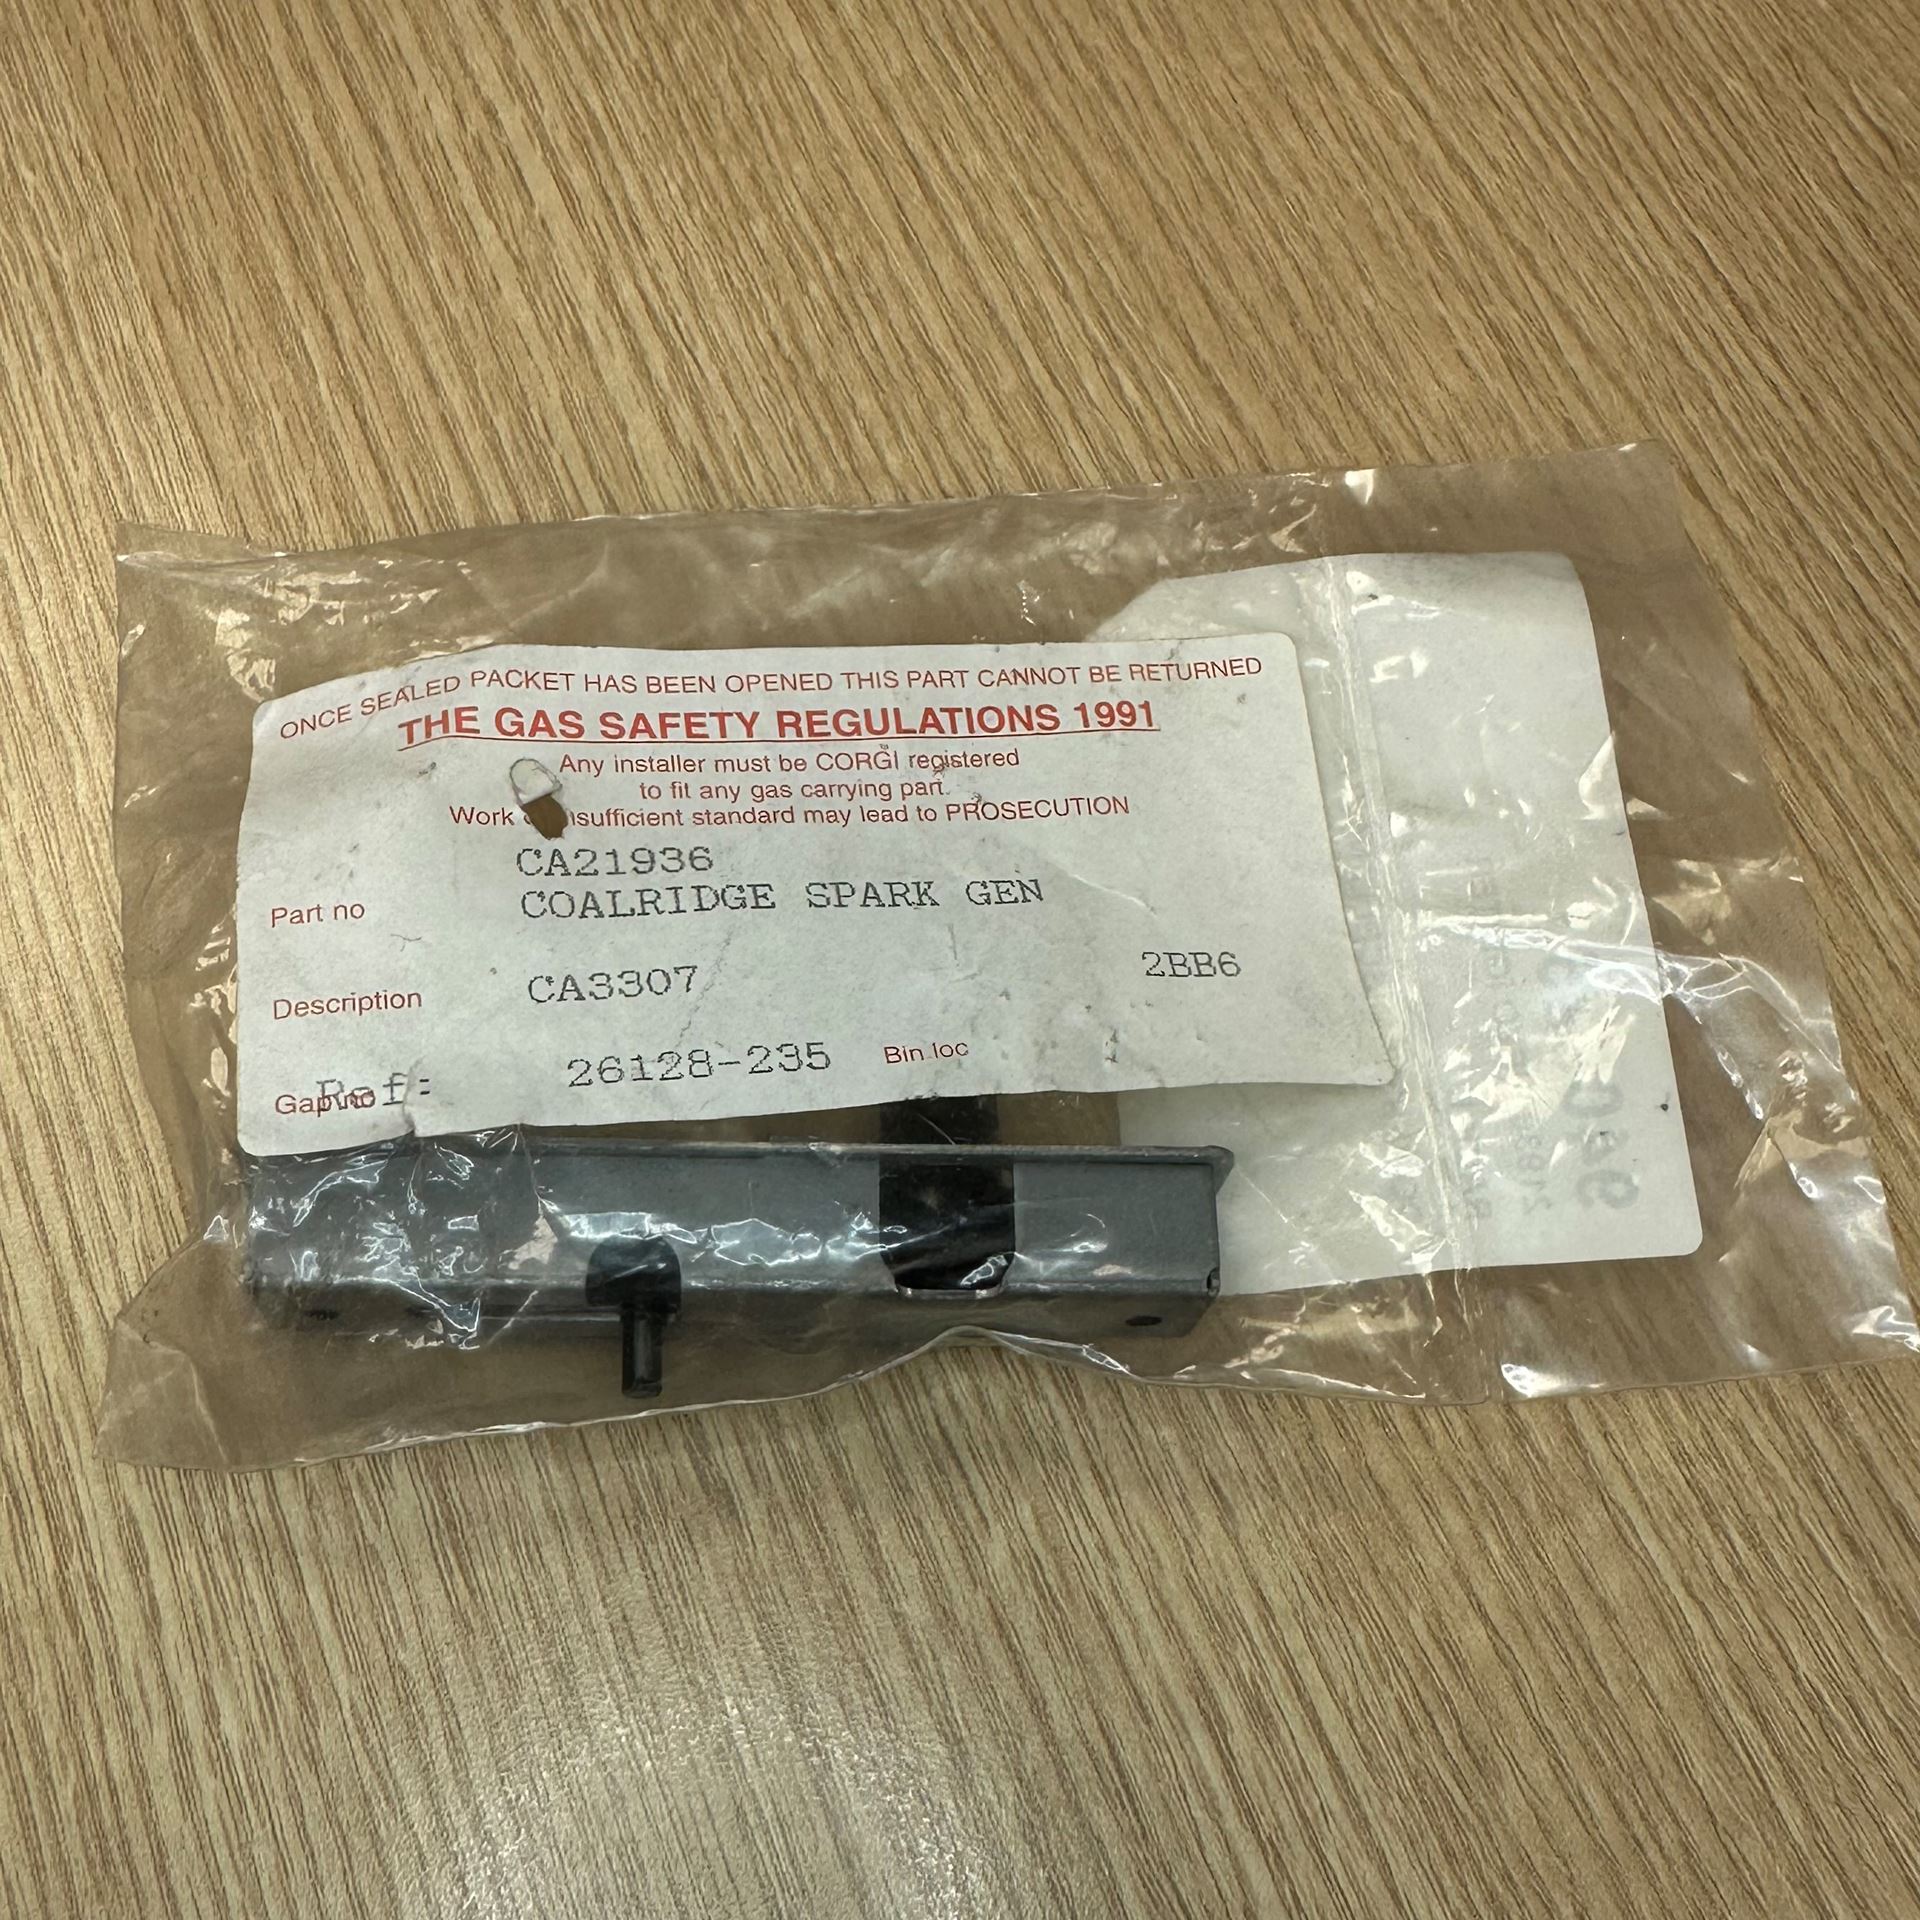 ONCE SEALED PACKET HAS BEEN OPENED THIS PART CANNOT BE RETURNED
THE GAS SAFETY REGULATIONS 1991
Any installer must be CORGI registered
to fit any gas carrying part.
Work insufficient standard may lead to PROSECUTION
CA21936
Part no COALRIDGE SPARK GEN
Description CA3307 2BB6
Gap no Ref: 26128-235 Bin loc